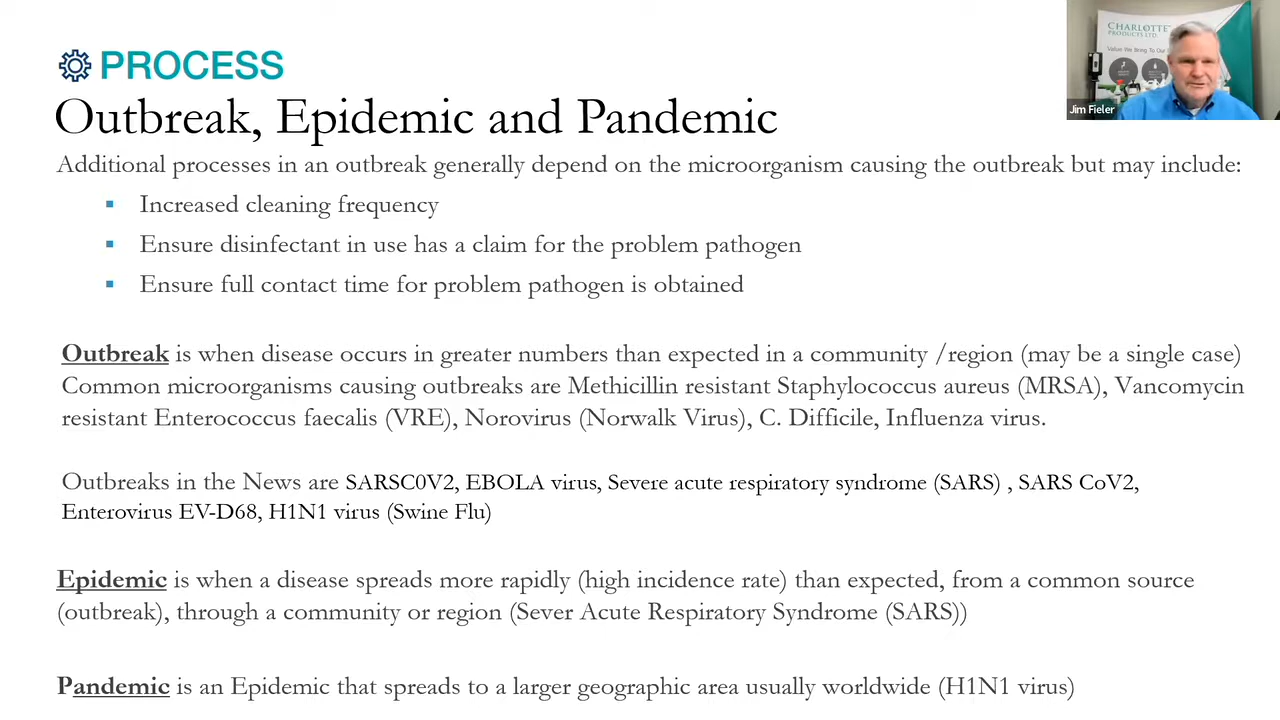 PROCESS
Outbreak, Epidemic and Pandemic
Additional processes in an outbreak generally depend on the microorganism causing the outbreak but may include:
Increased cleaning frequency
Ensure disinfectant in use has a claim for the problem pathogen
Ensure full contact time for problem pathogen is obtained
Outbreak is when disease occurs in greater numbers than expected in a community /region (may be a single case)
Common microorganisms causing outbreaks are Methicillin resistant Staphylococcus aureus (MRSA), Vancomycin
resistant Enterococcus faecalis (VRE), Norovirus (Norwalk Virus), C. Difficile, Influenza virus.
Outbreaks in the News are SARSC0V2, EBOLA virus, Severe acute respiratory syndrome (SARS) , SARS CoV2,
Enterovirus EV-D68, H1N1 virus (Swine Flu)
Epidemic is when a disease spreads more rapidly (high incidence rate) than expected, from a common source
(outbreak), through a community or region (Sever Acute Respiratory Syndrome (SARS))
Pandemic is an Epidemic that spreads to a larger geographic area usually worldwide (H1N1 virus)
CHARLOTTE
PRODUCTS LTD
Value We Bring To Our
Jim Fieler